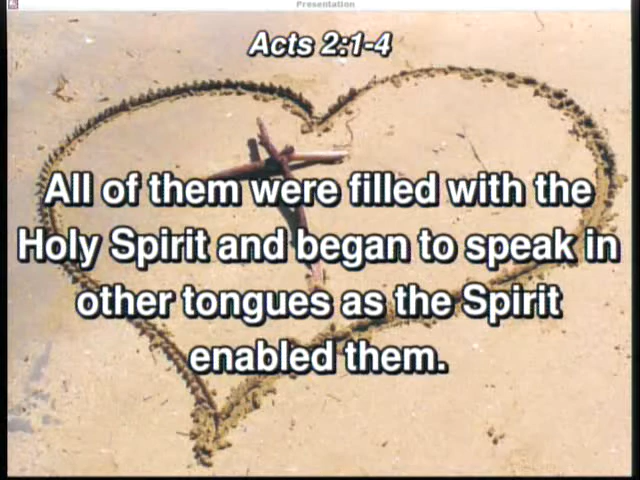 Presentation
Acts 2:1-4
All of them were filled with the
Holy Spirit and began to speak in
other tongues as the Spirit
enabled them.